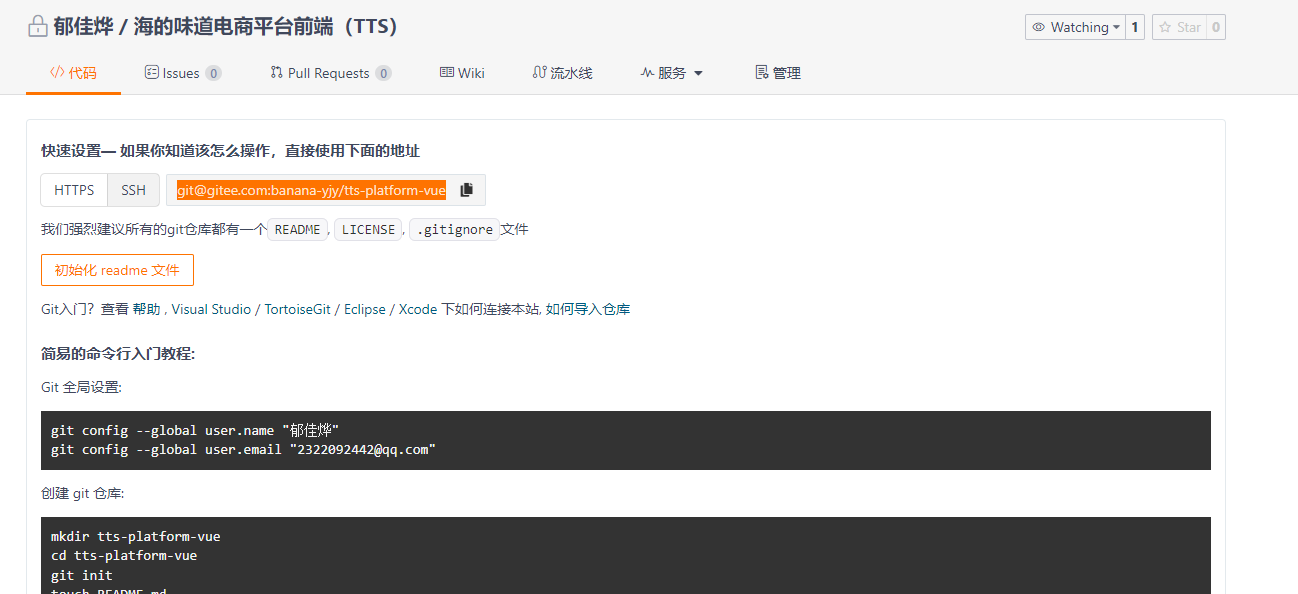 郁佳烨 / 海的味道电商平台前端（TTS）
Watching 1 Star 0
代码 Issues 0 Pull Requests 0 Wiki 流水线 服务 管理
快速设置— 如果你知道该怎么操作，直接使用下面的地址
HTTPS SSH git@gitee.com:banana-yjy/tts-platform-vue
我们强烈建议所有的git仓库都有一个 README , LICENSE , .gitignore 文件
初始化 readme 文件
Git入门？查看 帮助 , Visual Studio / TortoiseGit / Eclipse / Xcode 下如何连接本站, 如何导入仓库
简易的命令行入门教程:
Git 全局设置:
git config --global user.name "郁佳烨"
git config --global user.email "2322092442@qq.com"
创建 git 仓库:
mkdir tts-platform-vue
cd tts-platform-vue
git init
touch README.md